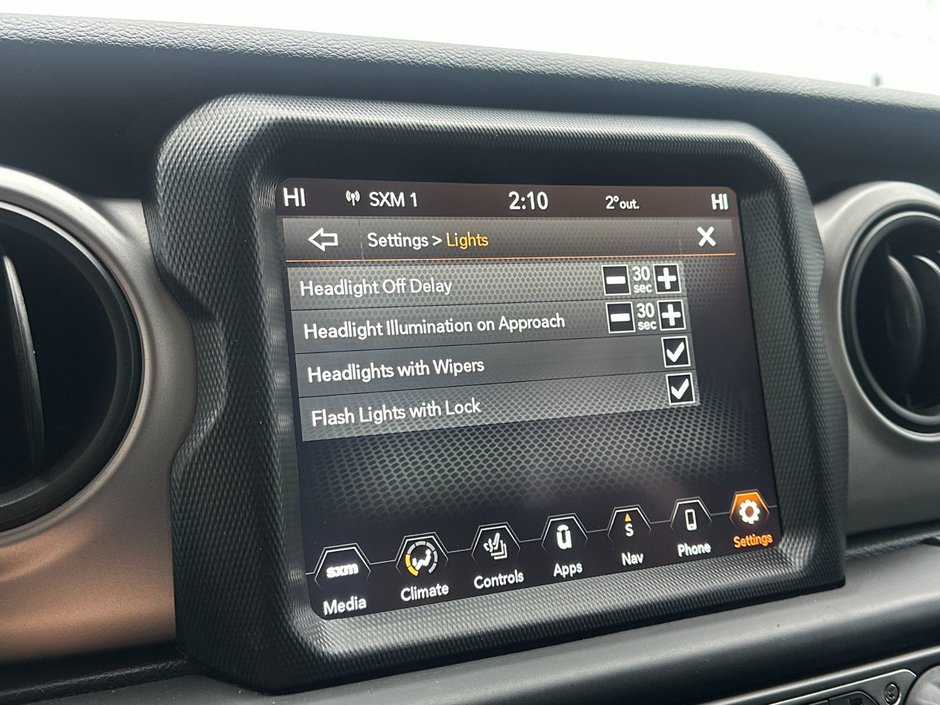 HI SXM 1 2:10 2°out. HI
Settings > Lights
Headlight Off Delay 30 sec
Headlight Illumination on Approach 30 sec
Headlights with Wipers
Flash Lights with Lock
sxm S
Media Climate Controls Apps Nav Phone Settings